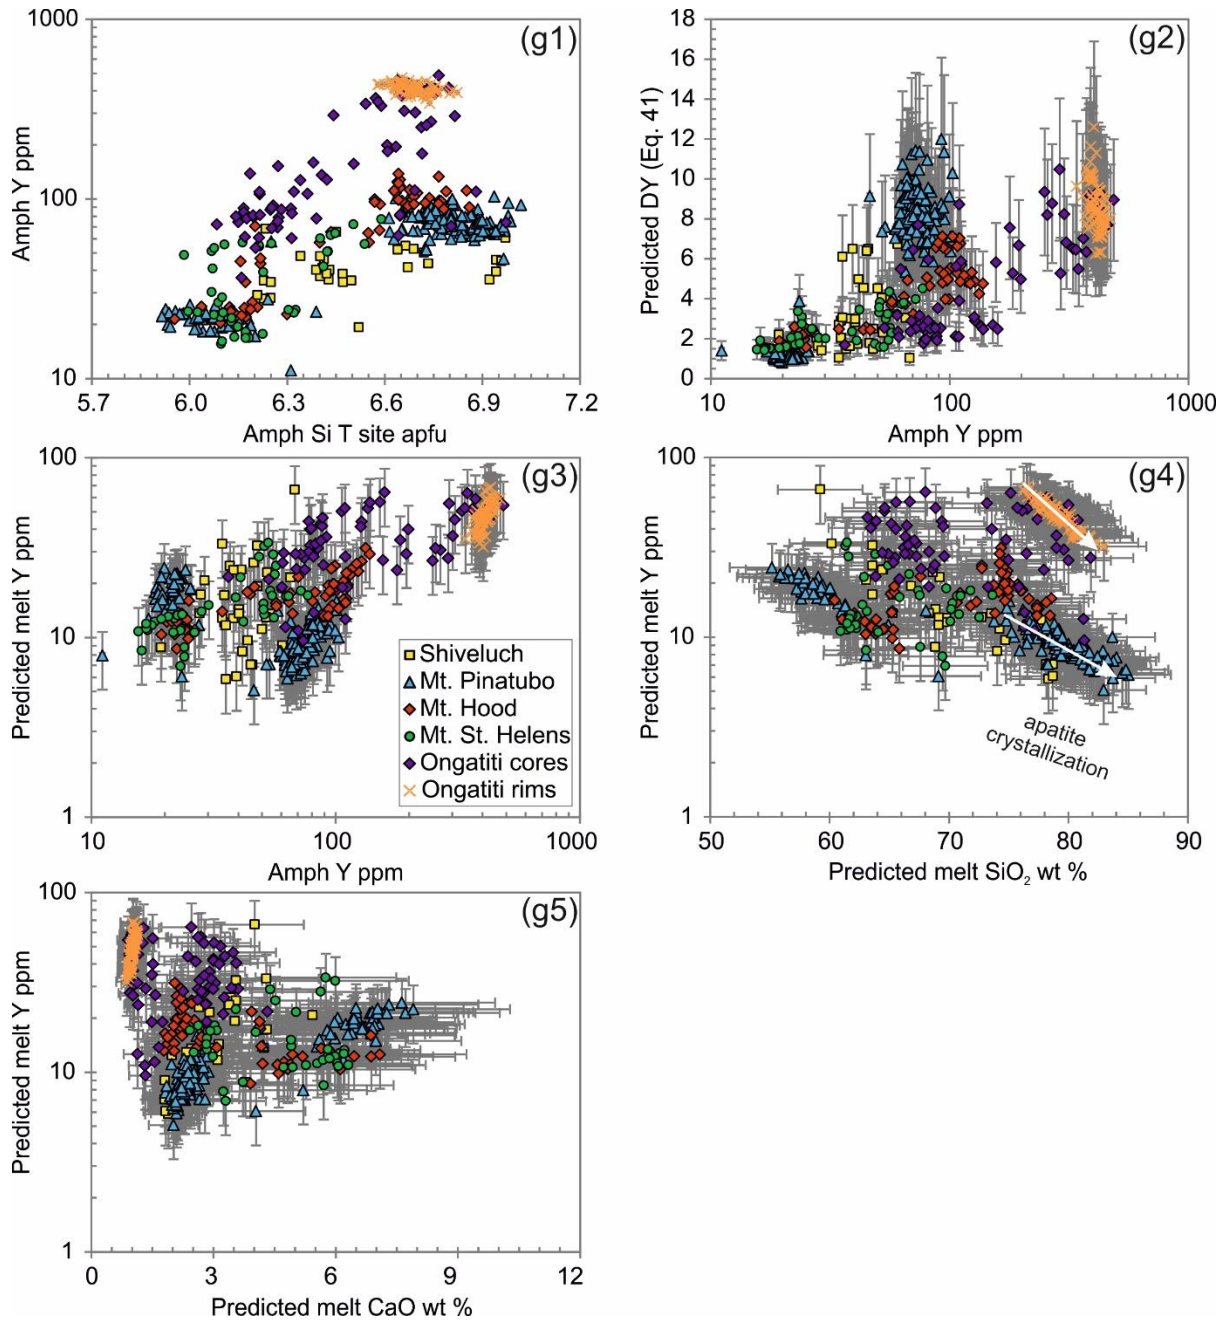 (g1)
1000
100
10
Amph Y ppm
5.7 6.0 6.3 6.6 6.9 7.2
Amph Si T site apfu
(g2)
18
16
14
12
10
8
6
4
2
0
Predicted DY (Eq. 41)
10 100 1000
Amph Y ppm
(g3)
100
10
1
Predicted melt Y ppm
Shiveluch
Mt. Pinatubo
Mt. Hood
Mt. St. Helens
Ongatiti cores
Ongatiti rims
10 100 1000
Amph Y ppm
(g4)
100
10
1
Predicted melt Y ppm
apatite
crystallization
50 60 70 80 90
Predicted melt SiO₂ wt %
(g5)
100
10
1
Predicted melt Y ppm
0 3 6 9 12
Predicted melt CaO wt %